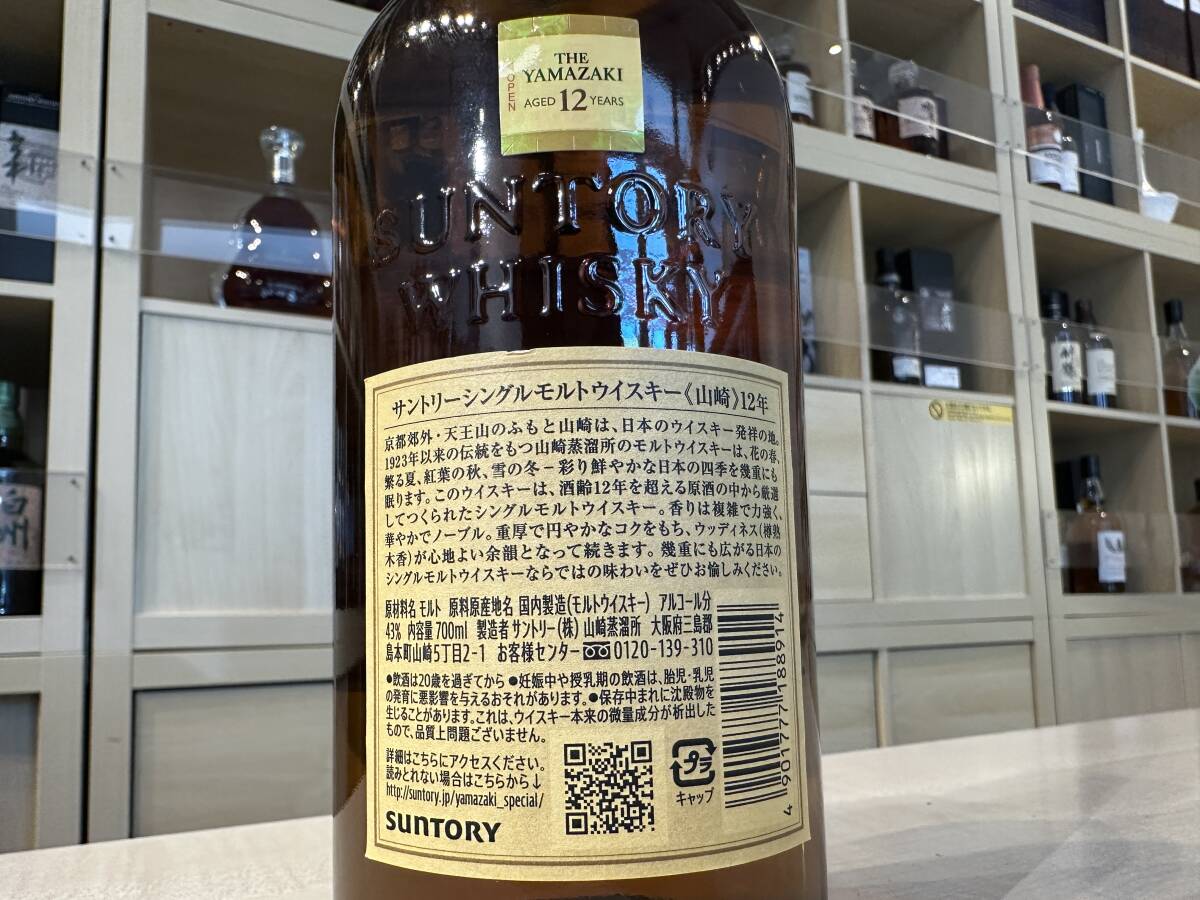 THE
YAMAZAKI
AGED 12 YEARS
OPEN
SUNTORY
WHISKY
サントリーシングルモルトウイスキー《山崎》12年
京都郊外・天王山のふもと山崎は、日本のウイスキー発祥の地。
1923年以来の伝統をもつ山崎蒸溜所のモルトウイスキーは、花の春、
繁る夏、紅葉の秋、雪の冬－彩り鮮やかな日本の四季を幾重にも
眠ります。このウイスキーは、酒齢12年を超える原酒の中から厳選
してつくられたシングルモルトウイスキー。香りは複雑で力強く、
華やかでノーブル。重厚で円やかなコクをもち、ウッディネス(樽熟
木香)が心地よい余韻となって続きます。幾重にも広がる日本の
シングルモルトウイスキーならではの味わいをぜひお愉しみください。
原材料名 モルト 原料原産地名 国内製造(モルトウイスキー) アルコール分
43% 内容量 700ml 製造者 サントリー(株) 山崎蒸溜所 大阪府三島郡
島本町山崎5丁目2-1 お客様センター 0120-139-310
●飲酒は20歳を過ぎてから ●妊娠中や授乳期の飲酒は、胎児・乳児
の発育に悪影響を与えるおそれがあります。●保存中まれに沈殿物を
生じることがあります。これは、ウイスキー本来の微量成分が析出した
もので、品質上問題ございません。
詳細はこちらにアクセスください。
読みとれない場合はこちらから↓
http://suntory.jp/yamazaki_special/
SUNTORY
プラ
キャップ
4 901777 188914
白州